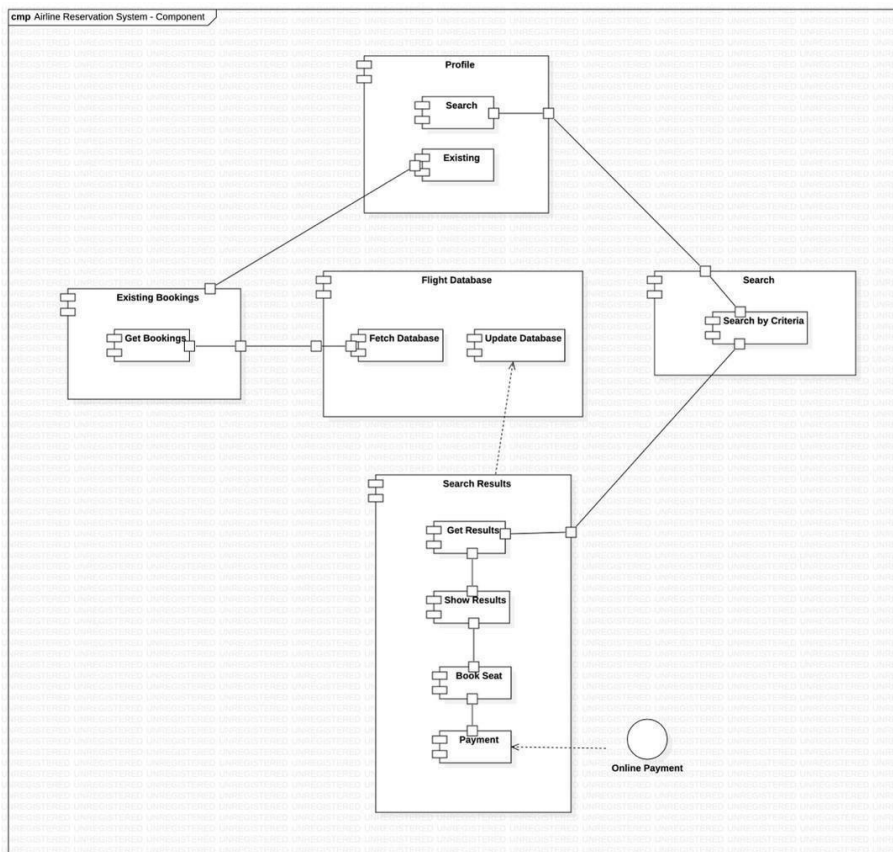 cmp Airline Reservation System - Component
Profile
Search
Existing
Existing Bookings
Get Bookings
Flight Database
Fetch Database
Update Database
Search
Search by Criteria
Search Results
Get Results
Show Results
Book Seat
Payment
Online Payment
UNREGISTERED